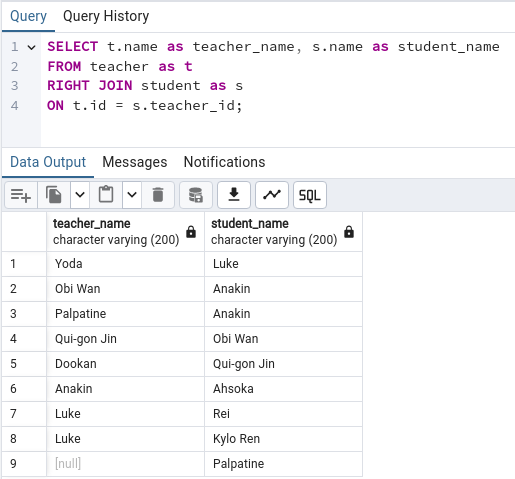 Query Query History
1 SELECT t.name as teacher_name, s.name as student_name
2 FROM teacher as t
3 RIGHT JOIN student as s
4 ON t.id = s.teacher_id;
Data Output Messages Notifications
SQL
teacher_name student_name
character varying (200) character varying (200)
1 Yoda Luke
2 Obi Wan Anakin
3 Palpatine Anakin
4 Qui-gon Jin Obi Wan
5 Dookan Qui-gon Jin
6 Anakin Ahsoka
7 Luke Rei
8 Luke Kylo Ren
9 [null] Palpatine